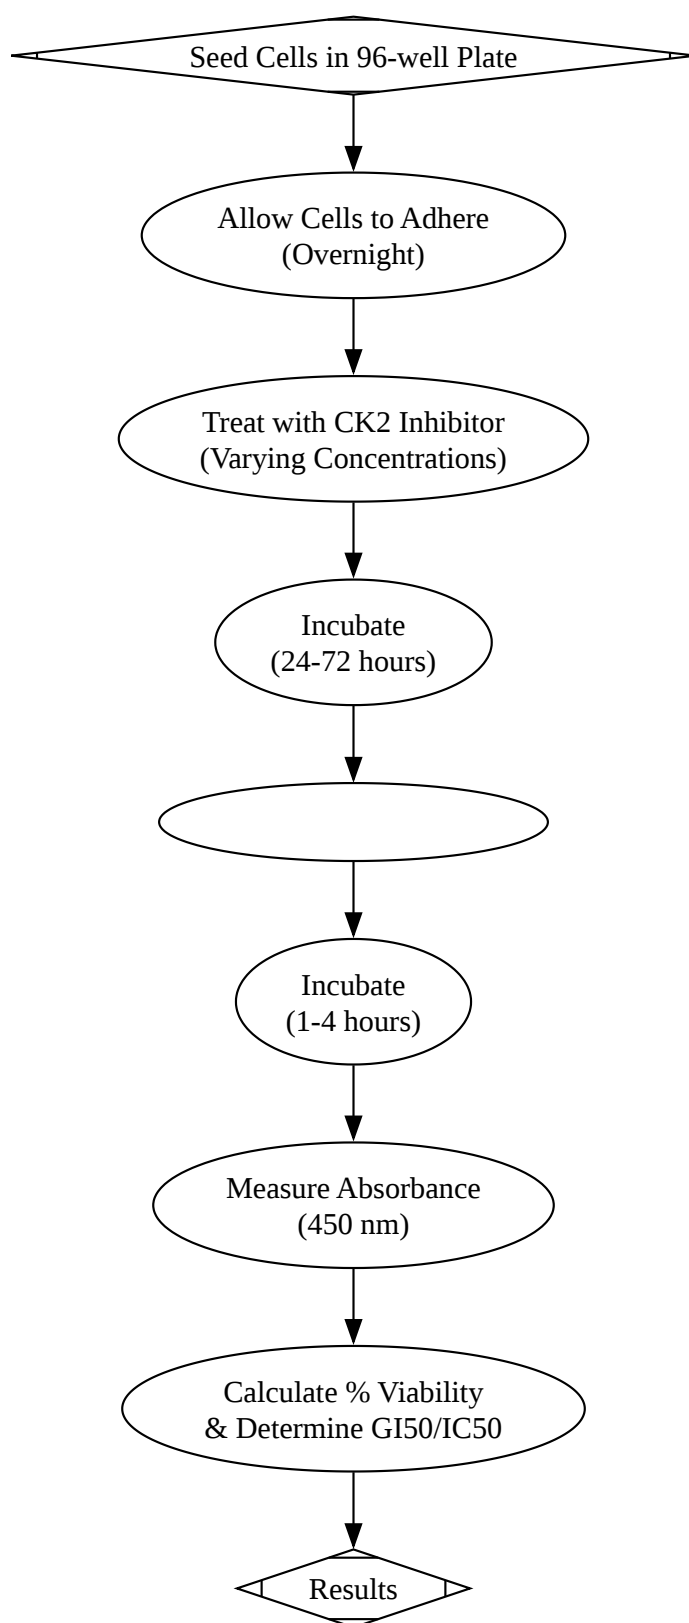 Seed Cells in 96-well Plate
Allow Cells to Adhere
(Overnight)
Treat with CK2 Inhibitor
(Varying Concentrations)
Incubate
(24-72 hours)
Incubate
(1-4 hours)
Measure Absorbance
(450 nm)
Calculate % Viability
& Determine GI50/IC50
Results